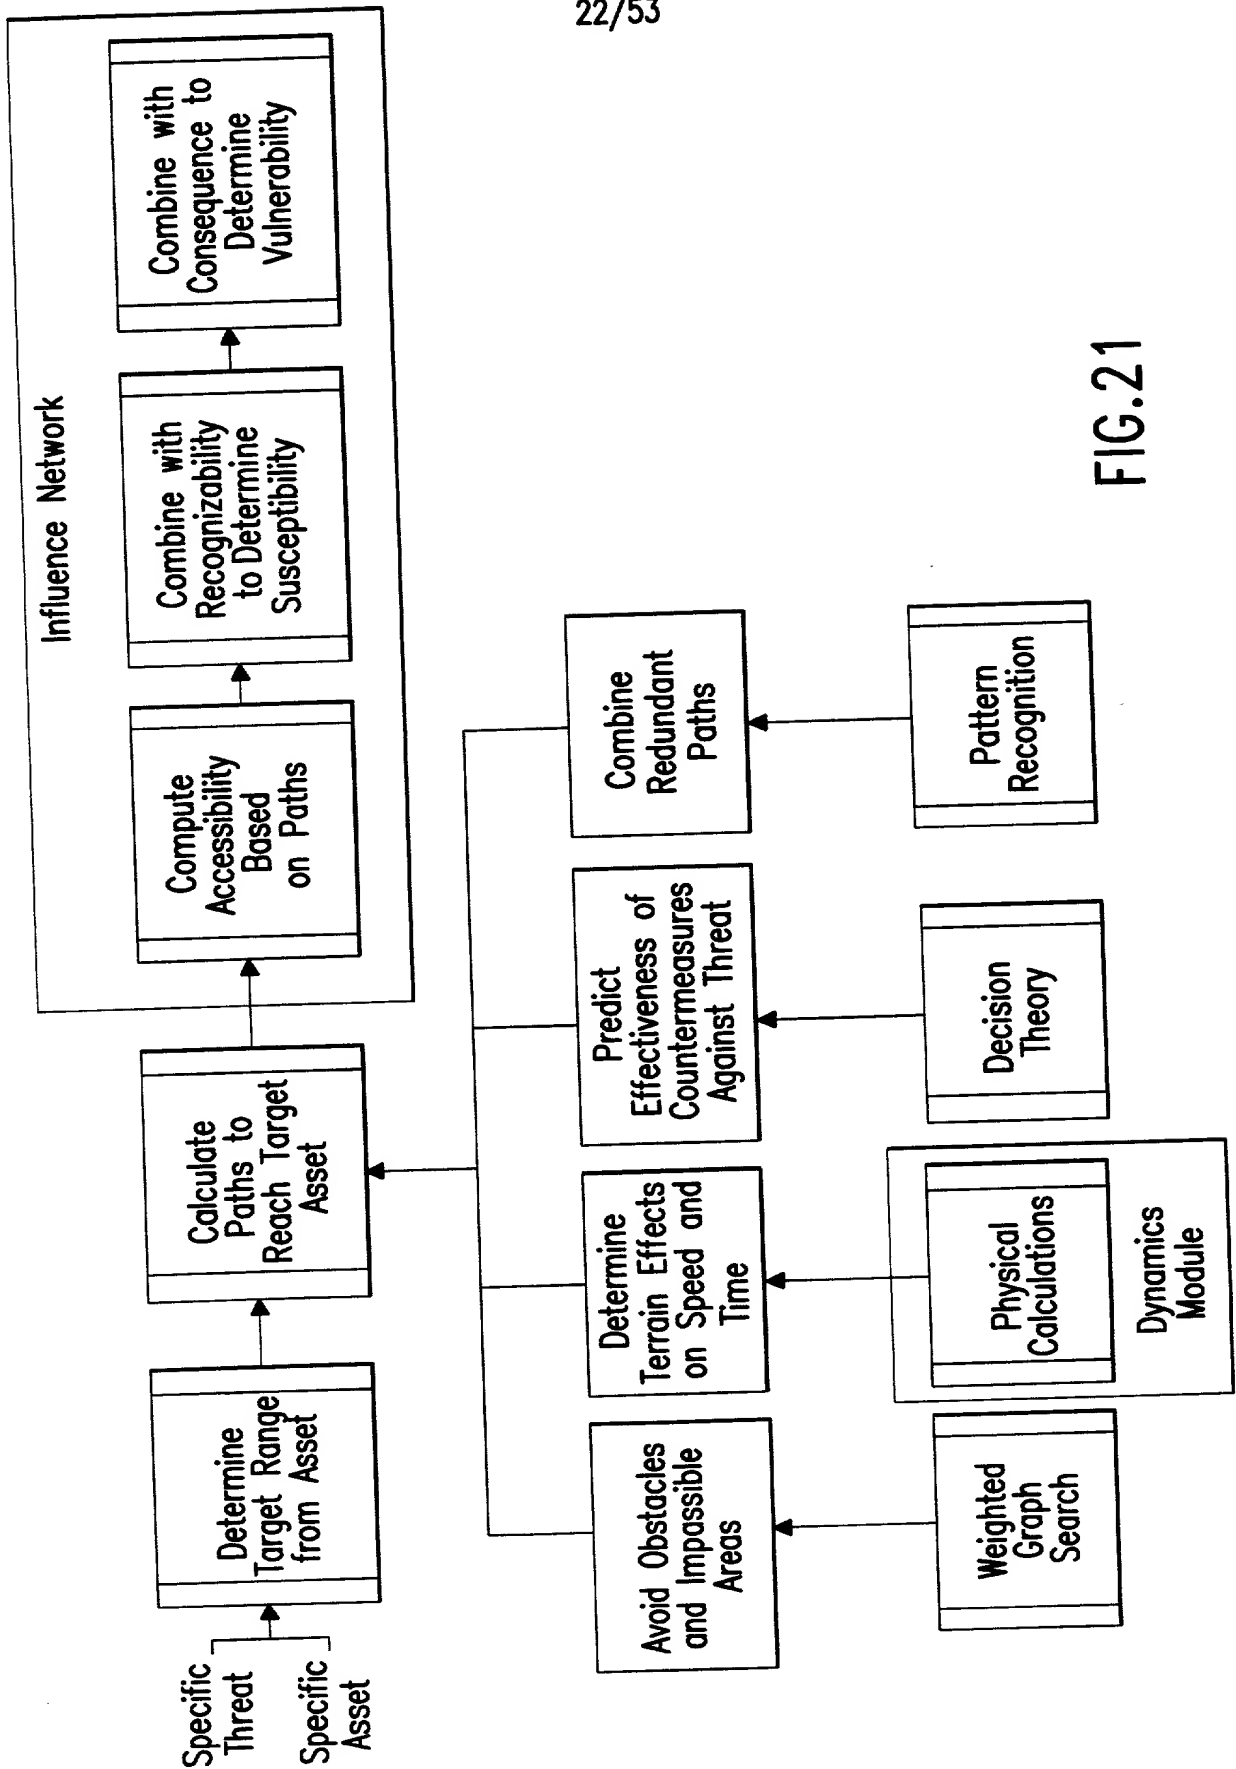 22/53
Specific
Threat
Specific
Asset
Determine
Target Range
from Asset
Calculate
Paths to
Reach Target
Asset
Influence Network
Compute
Accessibility
Based
on Paths
Combine with
Recognizability
to Determine
Susceptibility
Combine with
Consequence to
Determine
Vulnerability
Avoid Obstacles
and Impassible
Areas
Determine
Terrain Effects
on Speed and
Time
Predict
Effectiveness of
Countermeasures
Against Threat
Combine
Redundant
Paths
Weighted
Graph
Search
Physical
Calculations
Dynamics
Module
Decision
Theory
Pattern
Recognition
FIG.21